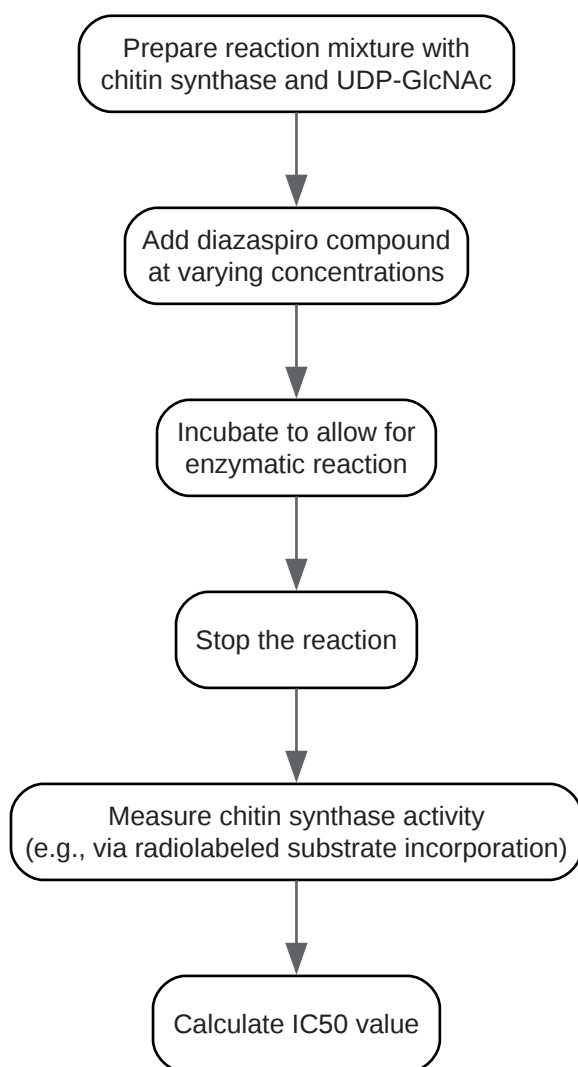 Prepare reaction mixture with
chitin synthase and UDP-GlcNAc
Add diazaspiro compound
at varying concentrations
Incubate to allow for
enzymatic reaction
Stop the reaction
Measure chitin synthase activity
(e.g., via radiolabeled substrate incorporation)
Calculate IC50 value